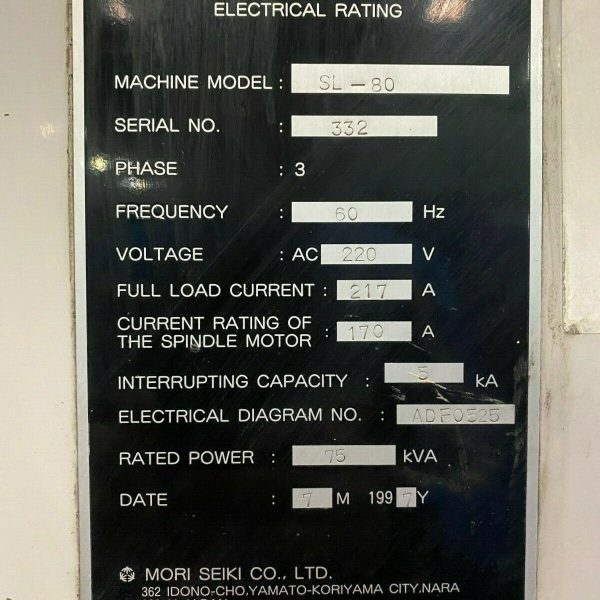 ELECTRICAL RATING
MACHINE MODEL : SL-80
SERIAL NO. : 332
PHASE : 3
FREQUENCY : 60 Hz
VOLTAGE : AC 220 V
FULL LOAD CURRENT : 217 A
CURRENT RATING OF
THE SPINDLE MOTOR : 170 A
INTERRUPTING CAPACITY : 5 kA
ELECTRICAL DIAGRAM NO. : ADF0525
RATED POWER : 75 kVA
DATE : 7 M 1997Y
MORI SEIKI CO., LTD.
362 IDONO-CHO,YAMATO-KORIYAMA CITY,NARA